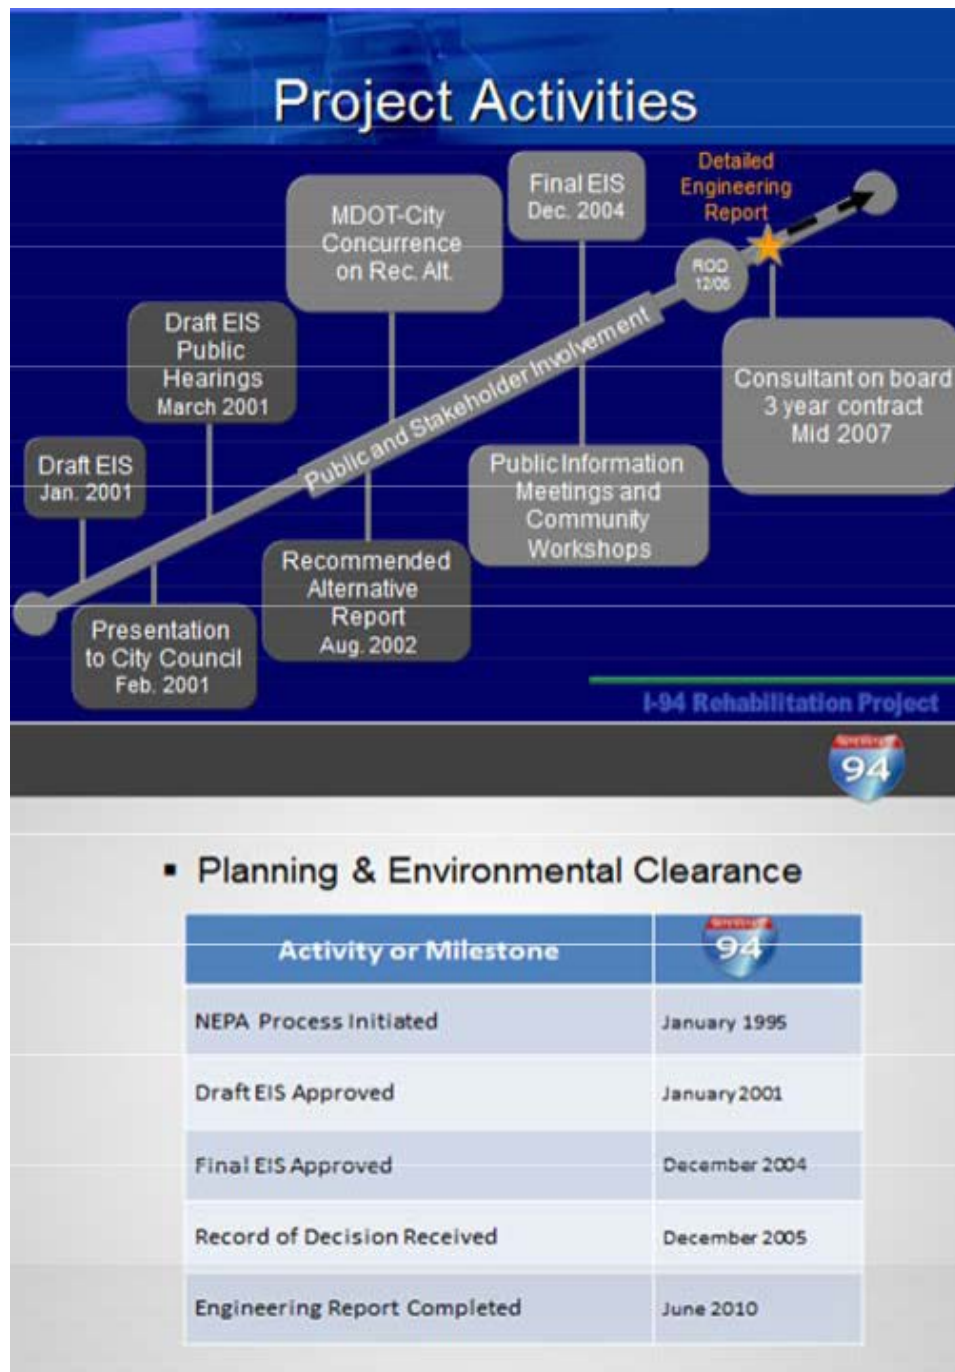 Project Activities
Detailed
Engineering
Report
Final EIS
Dec. 2004
MDOT-City
Concurrence
on Rec. Alt.
ROD
12/05
Draft EIS
Public
Hearings
March 2001
Public and Stakeholder Involvement
Consultant on board
3 year contract
Mid 2007
Draft EIS
Jan. 2001
Public Information
Meetings and
Community
Workshops
Recommended
Alternative
Report
Aug. 2002
Presentation
to City Council
Feb. 2001
I-94 Rehabilitation Project
94
▪ Planning & Environmental Clearance
Activity or Milestone 94
NEPA Process Initiated January 1995
Draft EIS Approved January 2001
Final EIS Approved December 2004
Record of Decision Received December 2005
Engineering Report Completed June 2010